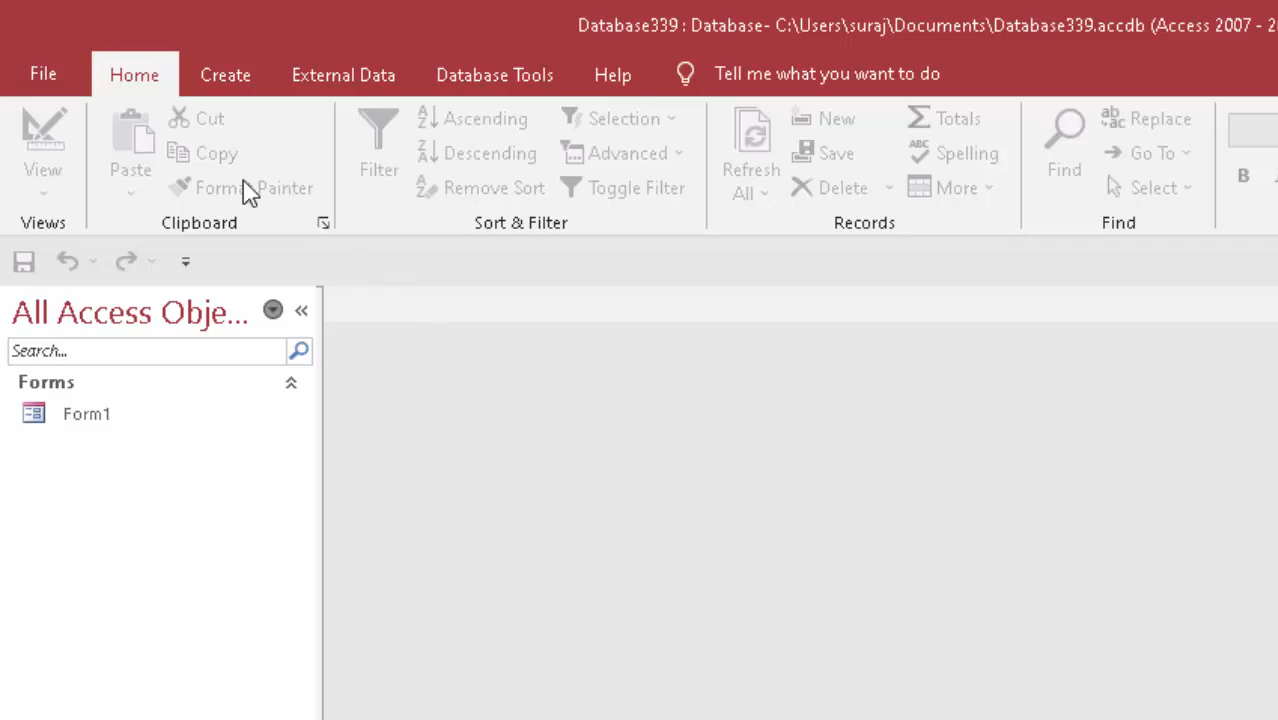 Database339 : Database- C:\Users\suraj\Documents\Database339.accdb (Access 2007 - 2
File Home Create External Data Database Tools Help Tell me what you want to do
View
Views
Paste
Cut
Copy
Painter
Clipboard
Filter
Ascending
Descending
Remove Sort
Selection
Advanced
Toggle Filter
Sort & Filter
Refresh
All
New
Save
Delete
Totals
Spelling
More
Records
Find
Replace
Go To
Select
Find
B
All Access Obje...
Search...
Forms
Form1